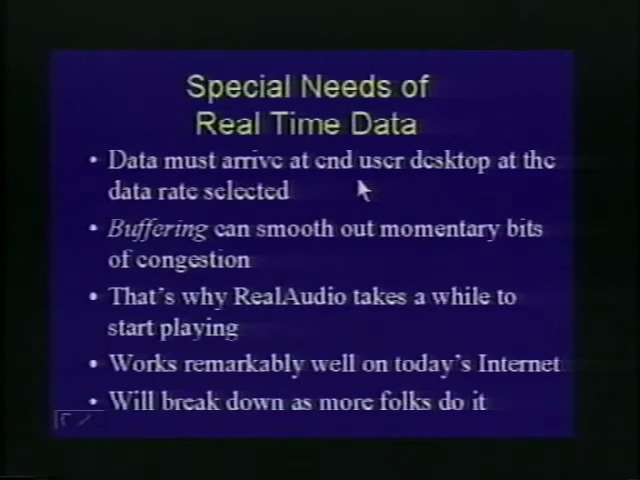 Special Needs of
Real Time Data
• Data must arrive at end user desktop at the
data rate selected
• Buffering can smooth out momentary bits
of congestion
• That's why RealAudio takes a while to
start playing
• Works remarkably well on today's Internet
• Will break down as more folks do it